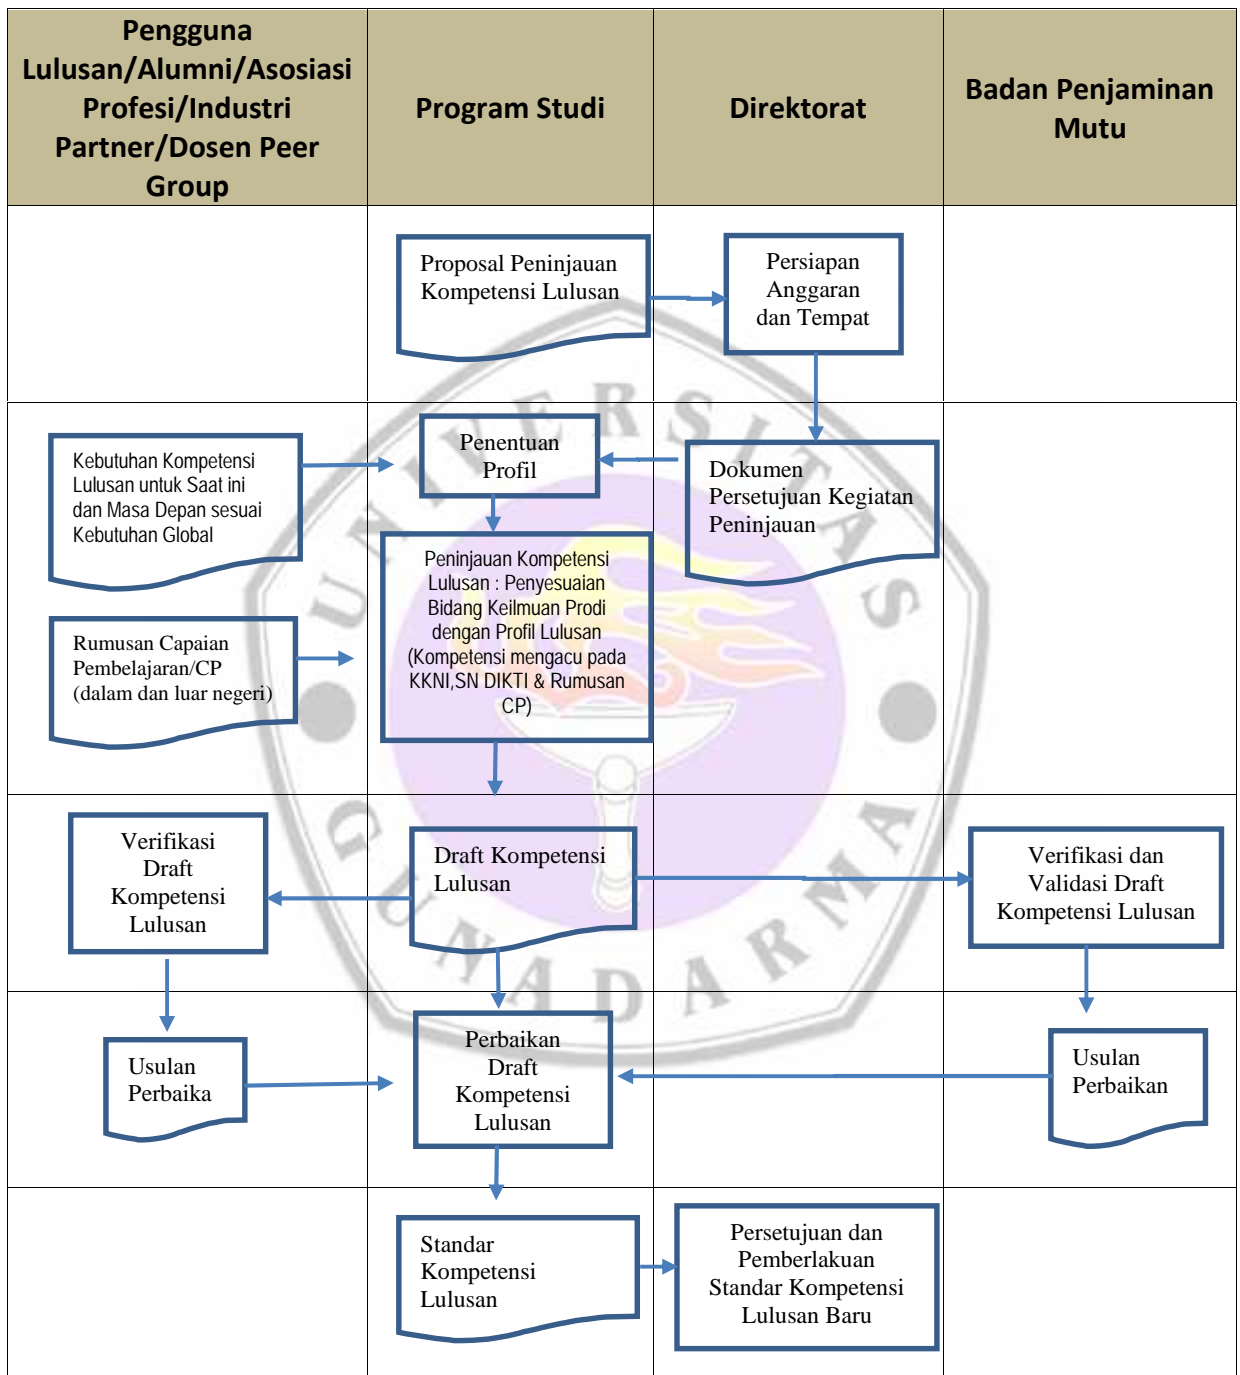 Pengguna
Lulusan/Alumni/Asosiasi
Profesi/Industri
Partner/Dosen Peer
Group
Program Studi
Direktorat
Badan Penjaminan
Mutu
Proposal Peninjauan
Kompetensi Lulusan
Persiapan
Anggaran
dan Tempat
Kebutuhan Kompetensi
Lulusan untuk Saat ini
dan Masa Depan sesuai
Kebutuhan Global
Penentuan
Profil
Dokumen
Persetujuan Kegiatan
Peninjauan
Rumusan Capaian
Pembelajaran/CP
(dalam dan luar negeri)
Peninjauan Kompetensi
Lulusan : Penyesuaian
Bidang Keilmuan Prodi
dengan Profil Lulusan
(Kompetensi mengacu pada
KKNI,SN DIKTI & Rumusan
CP)
Verifikasi
Draft
Kompetensi
Lulusan
Draft Kompetensi
Lulusan
Verifikasi dan
Validasi Draft
Kompetensi Lulusan
Usulan
Perbaika
Perbaikan
Draft
Kompetensi
Lulusan
Usulan
Perbaikan
Standar
Kompetensi
Lulusan
Persetujuan dan
Pemberlakuan
Standar Kompetensi
Lulusan Baru
UNIVERSITAS
GUNADARMA